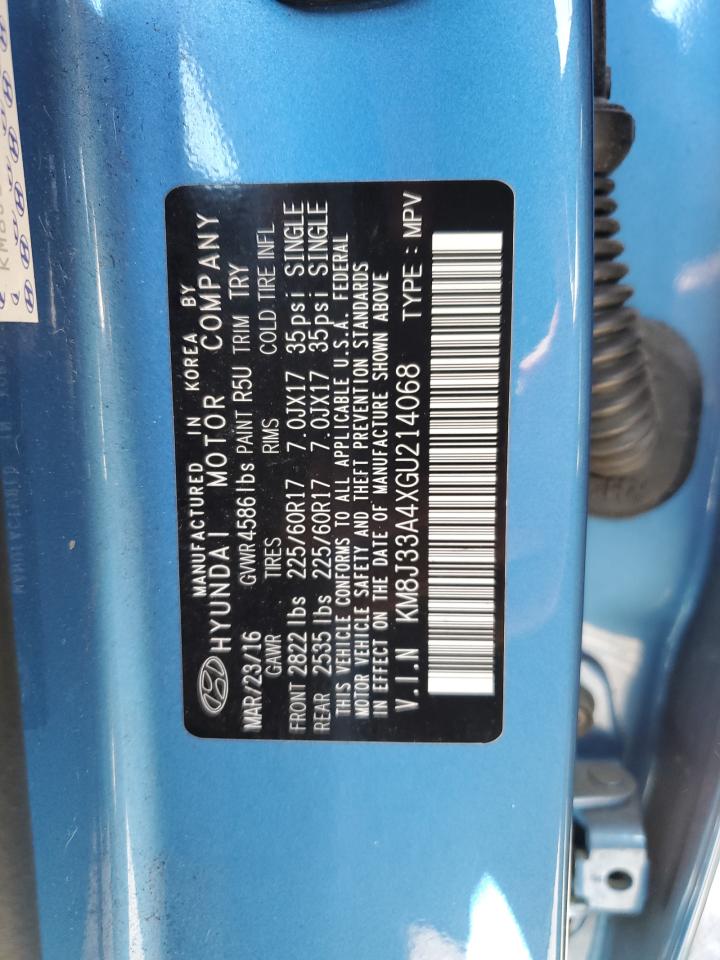 MANUFACTURED IN KOREA BY
HYUNDAI MOTOR COMPANY
MAR/23/16 GVWR 4586 lbs PAINT R5U TRIM TRY
GAWR TIRES RIMS COLD TIRE INFL
FRONT 2822 lbs 225/60R17 7.0JX17 35psi SINGLE
REAR 2535 lbs 225/60R17 7.0JX17 35psi SINGLE
THIS VEHICLE CONFORMS TO ALL APPLICABLE U.S.A. FEDERAL
MOTOR VEHICLE SAFETY AND THEFT PREVENTION STANDARDS
IN EFFECT ON THE DATE OF MANUFACTURE SHOWN ABOVE
V.I.N KM8J33A4XGU214068 TYPE : MPV